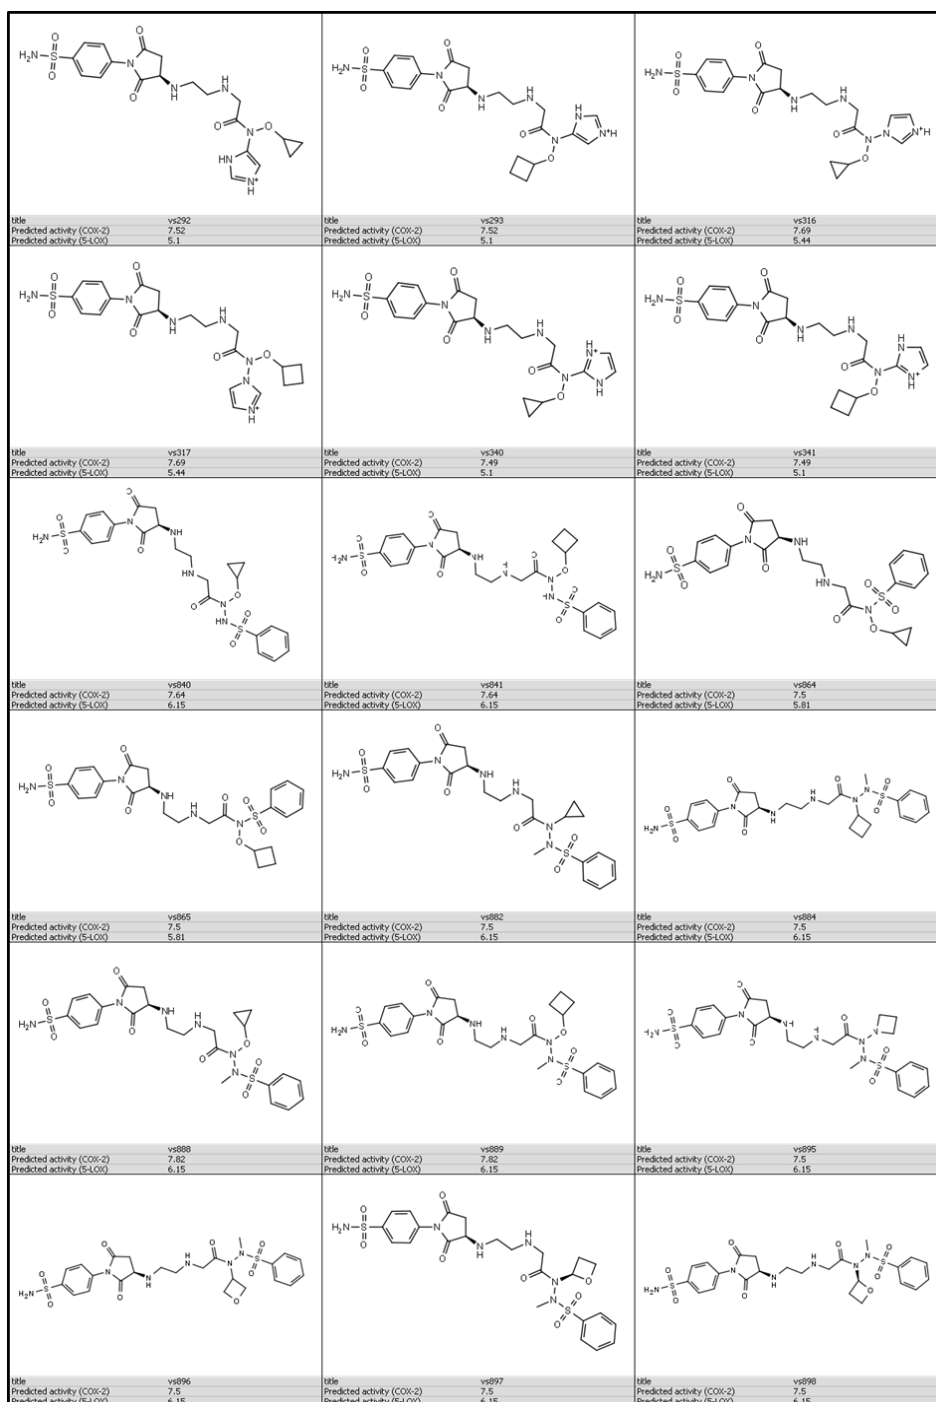 title vs292
Predicted activity (COX-2) 7.52
Predicted activity (5-LOX) 5.1
title vs293
Predicted activity (COX-2) 7.52
Predicted activity (5-LOX) 5.1
title vs316
Predicted activity (COX-2) 7.69
Predicted activity (5-LOX) 5.44
title vs317
Predicted activity (COX-2) 7.69
Predicted activity (5-LOX) 5.44
title vs340
Predicted activity (COX-2) 7.49
Predicted activity (5-LOX) 5.1
title vs341
Predicted activity (COX-2) 7.49
Predicted activity (5-LOX) 5.1
title vs840
Predicted activity (COX-2) 7.64
Predicted activity (5-LOX) 6.15
title vs841
Predicted activity (COX-2) 7.64
Predicted activity (5-LOX) 6.15
title vs864
Predicted activity (COX-2) 7.5
Predicted activity (5-LOX) 5.81
title vs865
Predicted activity (COX-2) 7.5
Predicted activity (5-LOX) 5.81
title vs882
Predicted activity (COX-2) 7.5
Predicted activity (5-LOX) 6.15
title vs884
Predicted activity (COX-2) 7.5
Predicted activity (5-LOX) 6.15
title vs888
Predicted activity (COX-2) 7.82
Predicted activity (5-LOX) 6.15
title vs889
Predicted activity (COX-2) 7.82
Predicted activity (5-LOX) 6.15
title vs895
Predicted activity (COX-2) 7.5
Predicted activity (5-LOX) 6.15
title vs896
Predicted activity (COX-2) 7.5
Predicted activity (5-LOX) 6.15
title vs897
Predicted activity (COX-2) 7.5
Predicted activity (5-LOX) 6.15
title vs898
Predicted activity (COX-2) 7.5
Predicted activity (5-LOX) 6.15